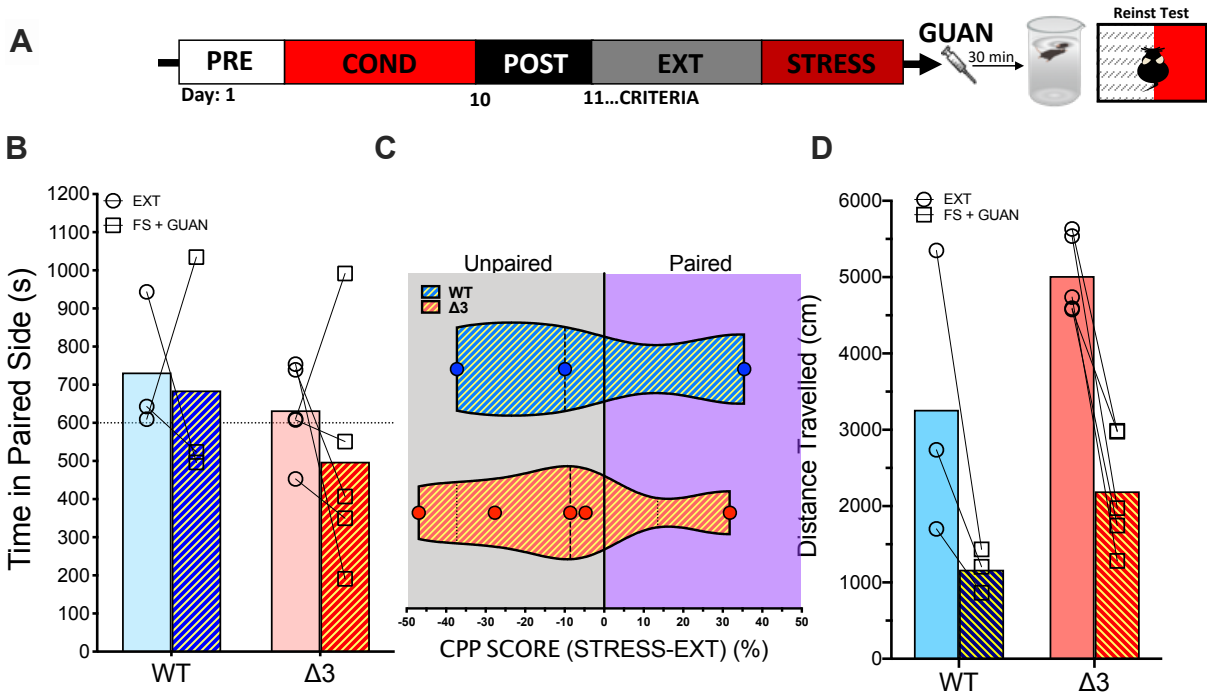 A
PRE
COND
POST
EXT
STRESS
GUAN
30 min
Reinst Test
Day: 1
10
11...CRITERIA
B
Time in Paired Side (s)
1200
1100
1000
900
800
700
600
500
400
300
200
100
0
EXT
FS + GUAN
WT
Δ3
C
Unpaired
Paired
WT
Δ3
-50
-40
-30
-20
-10
0
10
20
30
40
50
CPP SCORE (STRESS-EXT) (%)
D
Distance Travelled (cm)
6000
5000
4000
3000
2000
1000
0
EXT
FS + GUAN
WT
Δ3